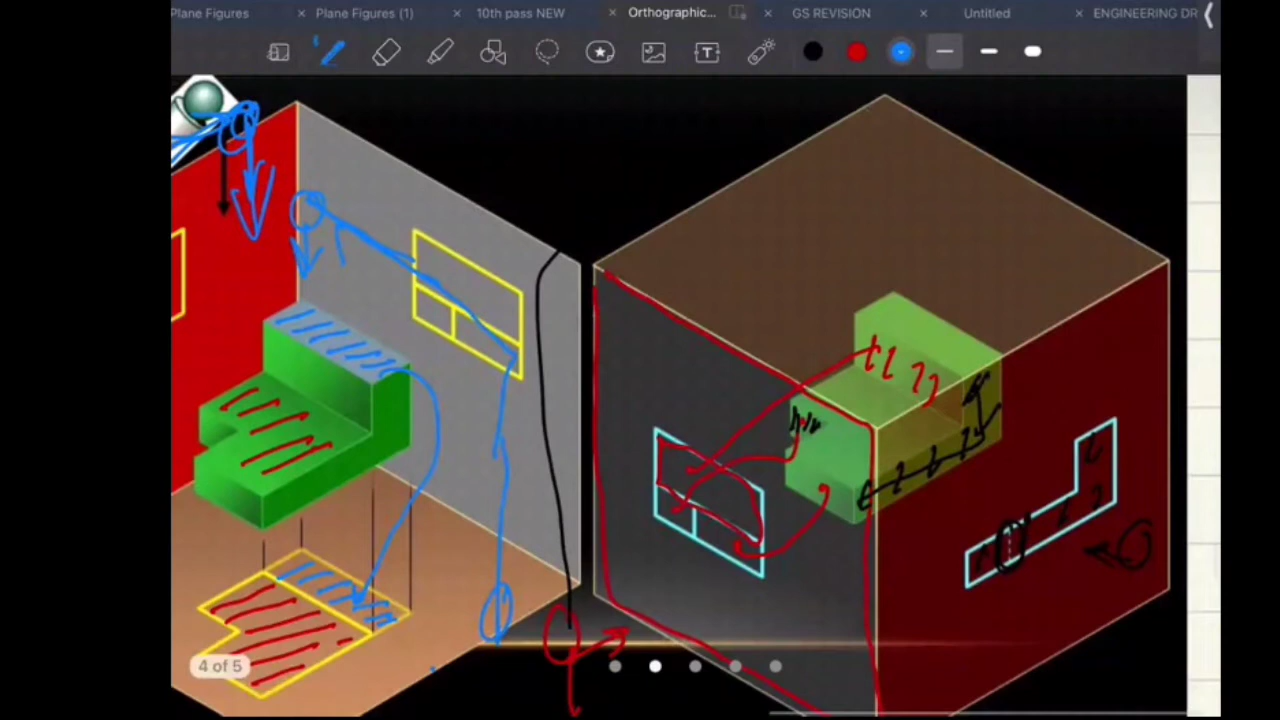 Plane Figures
Plane Figures (1)
10th pass NEW
Orthographic...
GS REVISION
Untitled
ENGINEERING DR
T
4 of 5